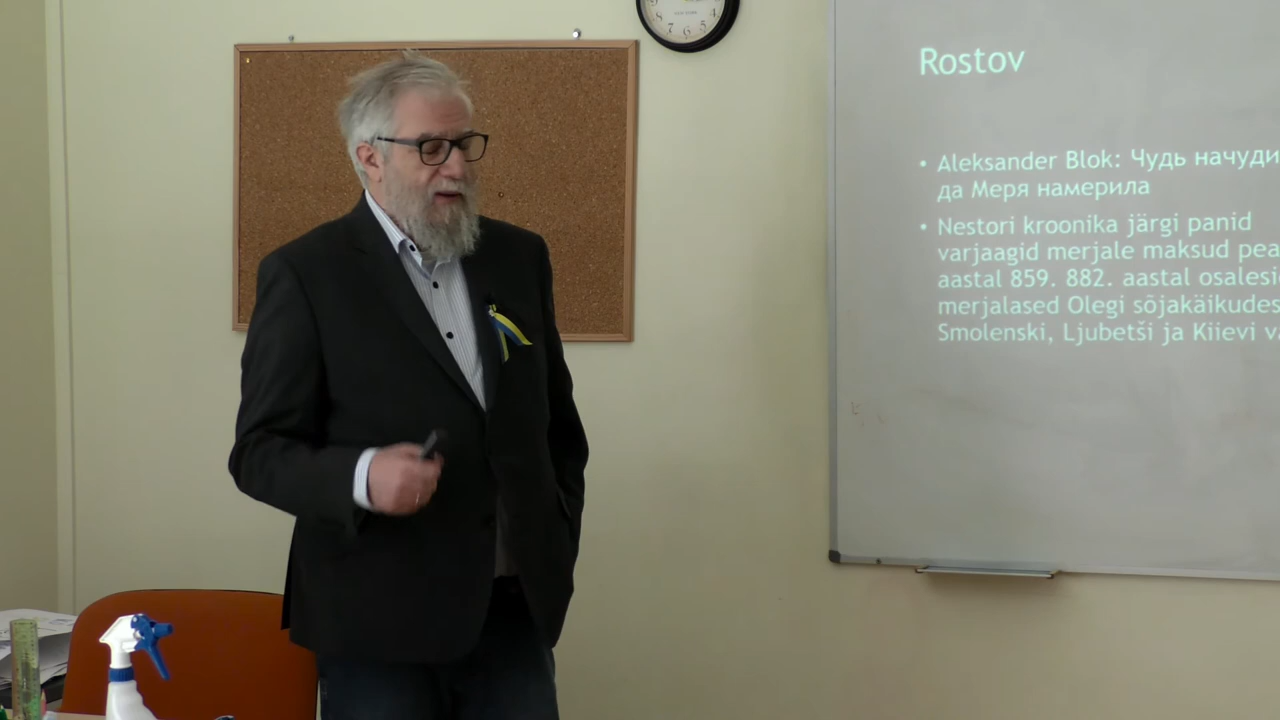 Rostov
• Aleksander Blok: Чудь начуди
да Меря намерила
• Nestori kroonika järgi panid
varjaagid merjale maksud pea
aastal 859. 882. aastal osalesi
merjalased Olegi sõjakäikudes
Smolenski, Ljubetši ja Kiievi v